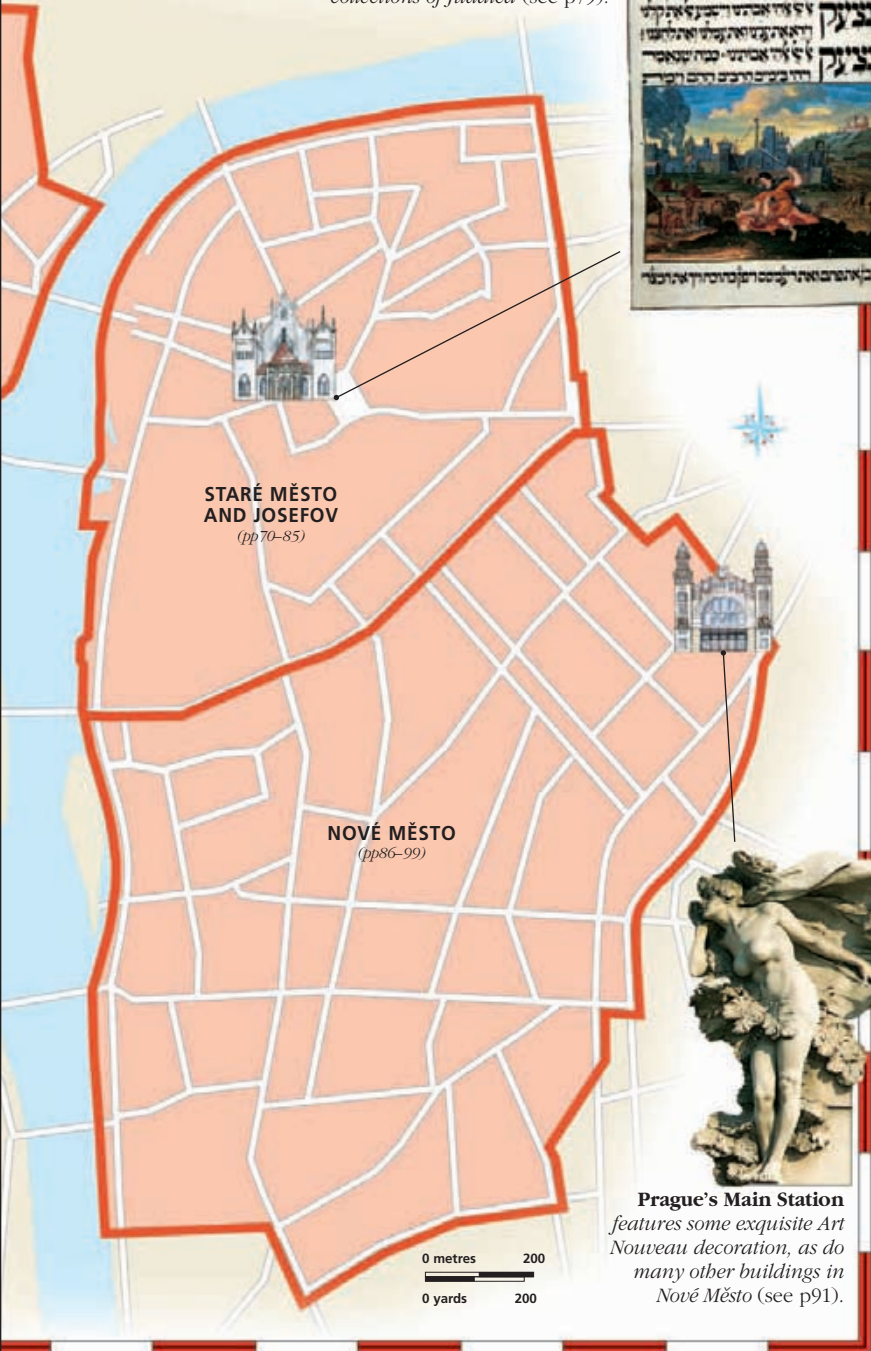 collections of Judaica (see p79).
STARÉ MĚSTO
AND JOSEFOV
(pp70–85)
NOVÉ MĚSTO
(pp86–99)
Prague's Main Station
features some exquisite Art
Nouveau decoration, as do
many other buildings in
Nové Město (see p91).
0 metres 200
0 yards 200